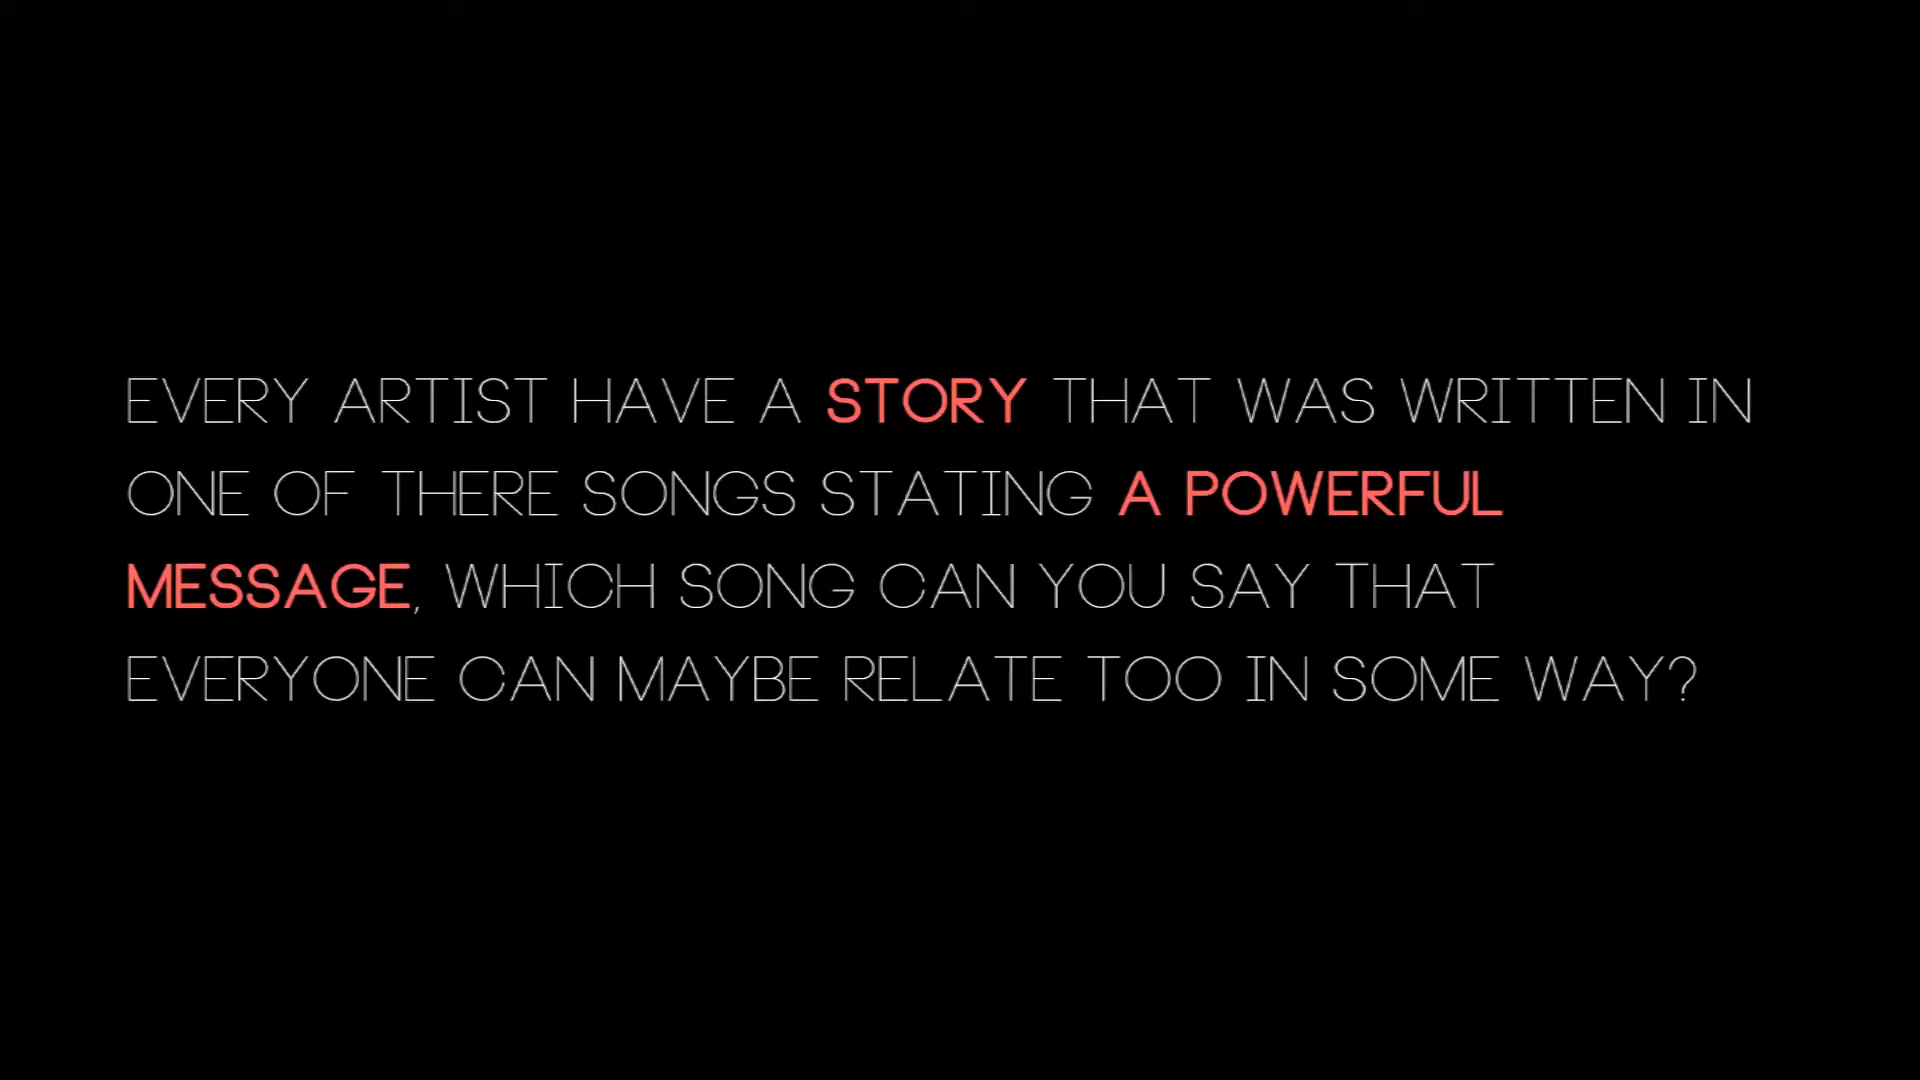 EVERY ARTIST HAVE A STORY THAT WAS WRITTEN IN
ONE OF THERE SONGS STATING A POWERFUL
MESSAGE, WHICH SONG CAN YOU SAY THAT
EVERYONE CAN MAYBE RELATE TOO IN SOME WAY?